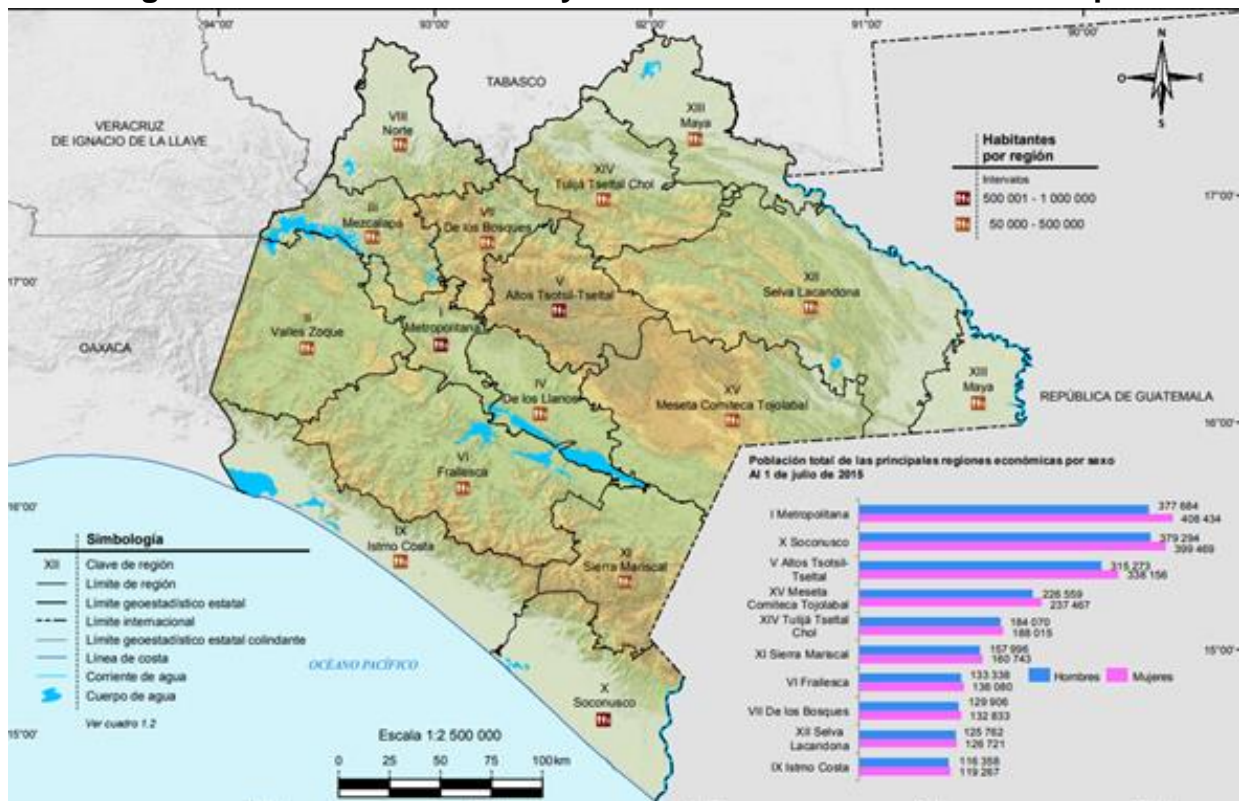 94°00'
93°00'
92°00'
91°00'
90°00'
N
O
E
S
TABASCO
VERACRUZ
DE IGNACIO DE LA LLAVE
OAXACA
REPÚBLICA DE GUATEMALA
OCÉANO PACÍFICO
17°00'
16°00'
15°00'
17°00'
16°00'
15°00'
VIII
Norte
XIII
Maya
XIV
Tulijá Tseltal Chol
III
Mezcalapa
VII
De los Bosques
XII
Selva Lacandona
V
Altos Tsotsil-Tseltal
II
Valles Zoque
I
Metropolitana
IV
De los Llanos
XV
Meseta Comiteca Tojolabal
XIII
Maya
VI
Frailesca
IX
Istmo Costa
XI
Sierra Mariscal
X
Soconusco
Habitantes
por región
Intervalos
500 001 - 1 000 000
50 000 - 500 000
Simbología
XII Clave de región
Límite de región
Límite geoestadístico estatal
Límite internacional
Límite geoestadístico estatal colindante
Línea de costa
Corriente de agua
Cuerpo de agua
Ver cuadro 1.2
Escala 1:2 500 000
0 20 40 60 80 100 km
Población total de las principales regiones económicas por sexo
Al 1 de julio de 2015
I Metropolitana 377 684
408 434
X Soconusco 379 294
399 469
V Altos Tsotsil-
Tseltal
315 273
338 156
XV Meseta
Comiteca Tojolabal
226 559
237 467
XIV Tulijá Tseltal
Chol
184 070
188 015
XI Sierra Mariscal 157 996
160 743
VI Frailesca 133 338
136 080
VII De los Bosques 129 906
132 833
XII Selva
Lacandona
125 762
126 721
IX Istmo Costa 116 358
119 267
Hombres Mujeres